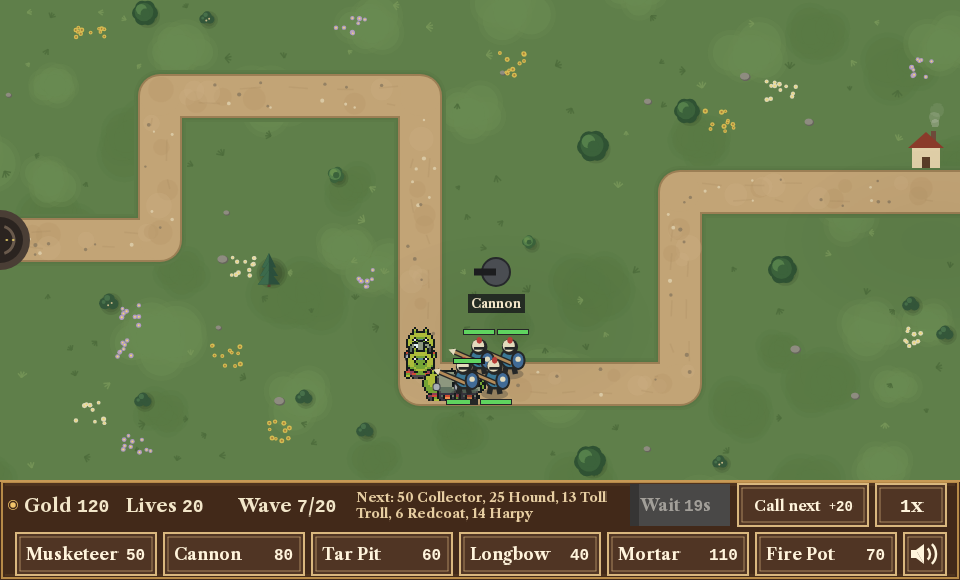 Cannon
Gold 120 Lives 20 Wave 7/20
Next: 50 Collector, 25 Hound, 13 Toll
Troll, 6 Redcoat, 14 Harpy
Wait 19s
Call next +20
1x
Musketeer 50
Cannon 80
Tar Pit 60
Longbow 40
Mortar 110
Fire Pot 70